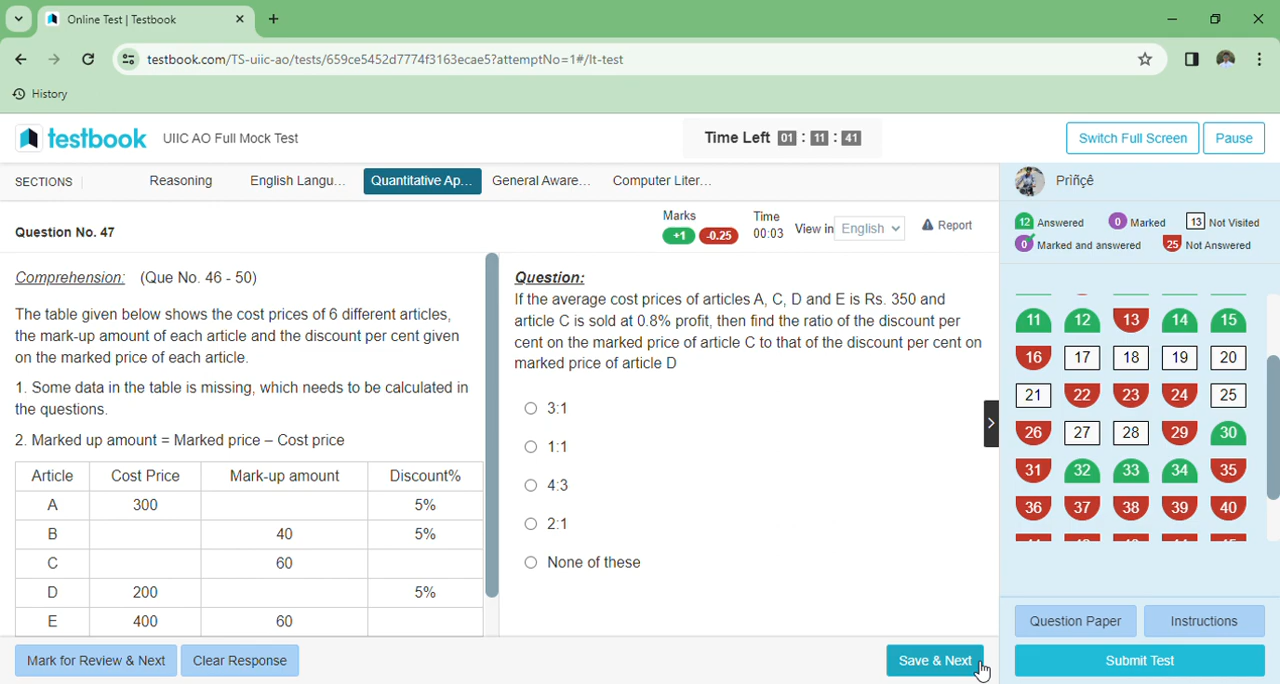 Online Test | Testbook
testbook.com/TS-uiic-ao/tests/659ce5452d7774f3163ecae5?attemptNo=1#/lt-test
History
testbook UIIC AO Full Mock Test Time Left 01 : 11 : 41 Switch Full Screen Pause
SECTIONS Reasoning English Langu... Quantitative Ap... General Aware... Computer Liter... Priñçê
Question No. 47 Marks +1 -0.25 Time 00:03 View in English Report
12 Answered 0 Marked 13 Not Visited
0 Marked and answered 25 Not Answered
Comprehension: (Que No. 46 - 50)
The table given below shows the cost prices of 6 different articles,
the mark-up amount of each article and the discount per cent given
on the marked price of each article.
1. Some data in the table is missing, which needs to be calculated in
the questions.
2. Marked up amount = Marked price – Cost price
Article Cost Price Mark-up amount Discount%
A 300 5%
B 40 5%
C 60
D 200 5%
E 400 60
Question:
If the average cost prices of articles A, C, D and E is Rs. 350 and
article C is sold at 0.8% profit, then find the ratio of the discount per
cent on the marked price of article C to that of the discount per cent on
marked price of article D
3:1
1:1
4:3
2:1
None of these
11 12 13 14 15
16 17 18 19 20
21 22 23 24 25
26 27 28 29 30
31 32 33 34 35
36 37 38 39 40
Question Paper Instructions
Mark for Review & Next Clear Response Save & Next Submit Test